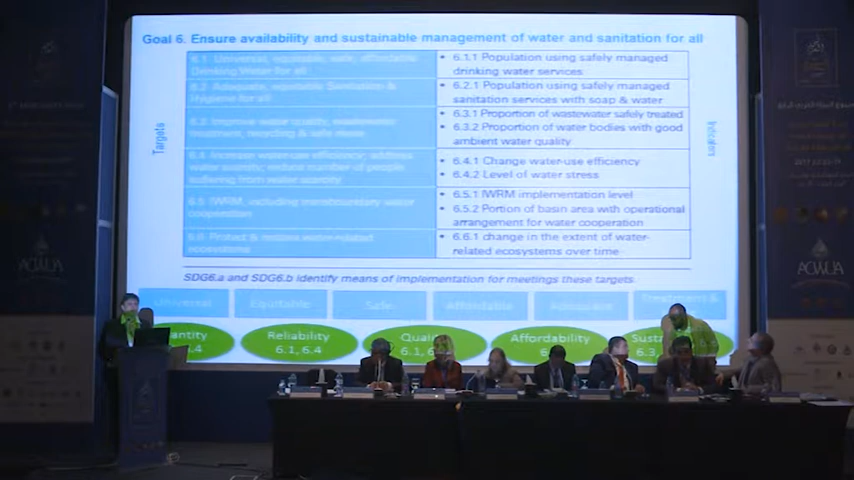 Goal 6. Ensure availability and sustainable management of water and sanitation for all
Targets
6.1 Universal, equitable, safe, affordable
Drinking Water for all
6.2 Adequate, equitable Sanitation &
Hygiene for all
6.3 Improve water quality, wastewater
treatment, recycling & safe reuse
6.4 Increase water-use efficiency; address
water scarcity; reduce number of people
suffering from water scarcity
6.5 IWRM, including transboundary water
cooperation
6.6 Protect & restore water-related
ecosystems
• 6.1.1 Population using safely managed
drinking water services
• 6.2.1 Population using safely managed
sanitation services with soap & water
• 6.3.1 Proportion of wastewater safely treated
• 6.3.2 Proportion of water bodies with good
ambient water quality
• 6.4.1 Change water-use efficiency
• 6.4.2 Level of water stress
• 6.5.1 IWRM implementation level
• 6.5.2 Portion of basin area with operational
arrangement for water cooperation
• 6.6.1 change in the extent of water-
related ecosystems over time
Indicators
SDG6.a and SDG6.b identify means of implementation for meetings these targets.
Universal
Equitable
Safe
Affordable
Adequate
Treatment &
Reliability
6.1, 6.4
Affordability
ACWUA
ACWUA